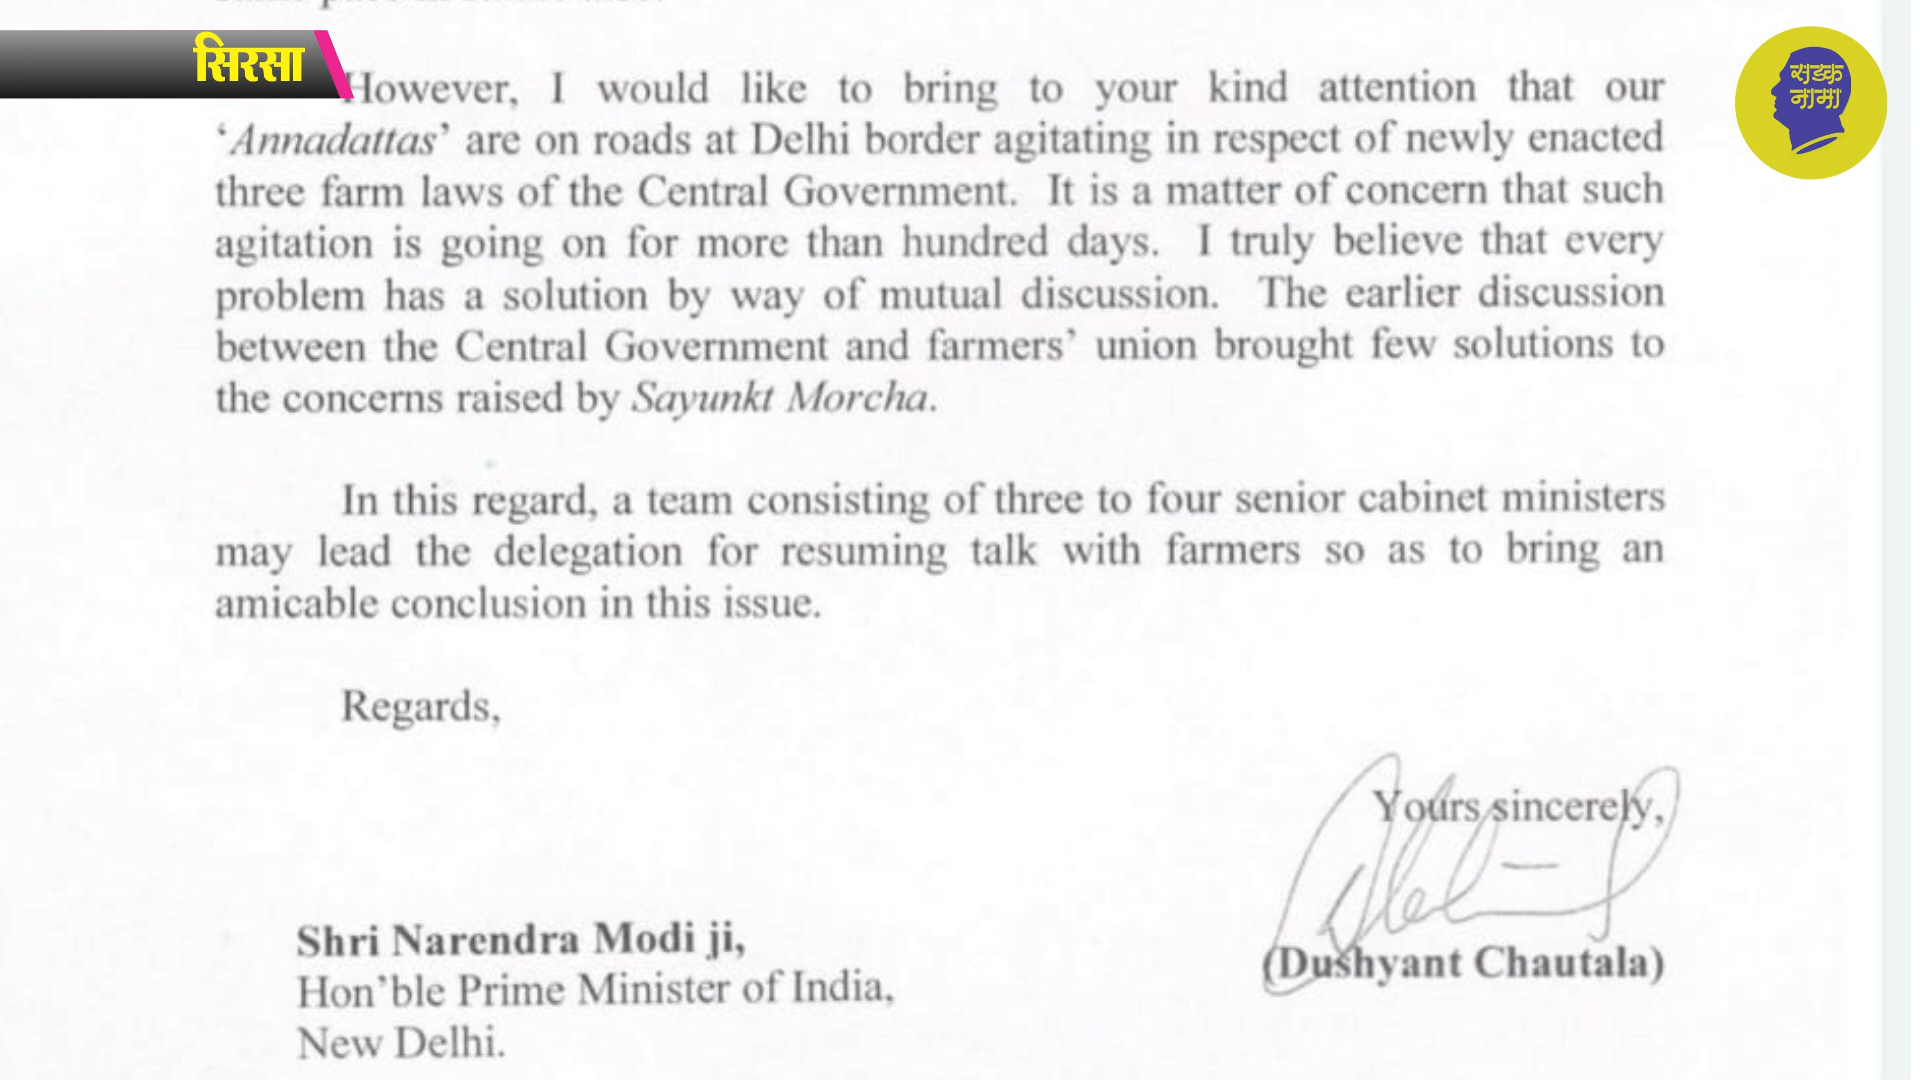 सिरसा
सड़क
नामा
However, I would like to bring to your kind attention that our
‘Annadattas’ are on roads at Delhi border agitating in respect of newly enacted
three farm laws of the Central Government. It is a matter of concern that such
agitation is going on for more than hundred days. I truly believe that every
problem has a solution by way of mutual discussion. The earlier discussion
between the Central Government and farmers’ union brought few solutions to
the concerns raised by Sayunkt Morcha.
In this regard, a team consisting of three to four senior cabinet ministers
may lead the delegation for resuming talk with farmers so as to bring an
amicable conclusion in this issue.
Regards,
Yours sincerely,
(Dushyant Chautala)
Shri Narendra Modi ji,
Hon’ble Prime Minister of India,
New Delhi.